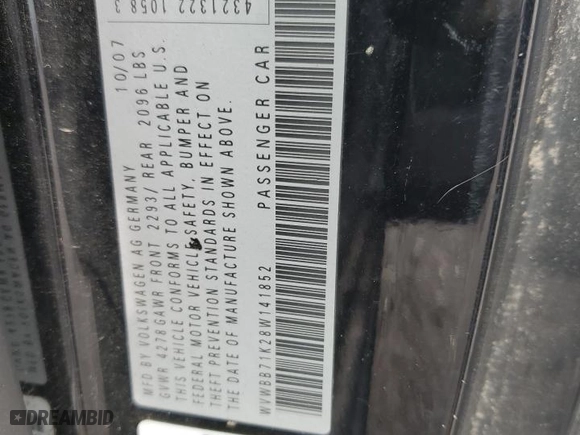 4321322 1058 3
MFD BY VOLKSWAGEN AG GERMANY 10/07
GVWR 4278 GAWR FRONT 2293/ REAR 2096 LBS
THIS VEHICLE CONFORMS TO ALL APPLICABLE U.S.
FEDERAL MOTOR VEHICLE SAFETY, BUMPER AND
THEFT PREVENTION STANDARDS IN EFFECT ON
THE DATE OF MANUFACTURE SHOWN ABOVE.
WVWBB71K28W141852 PASSENGER CAR
DREAMBID